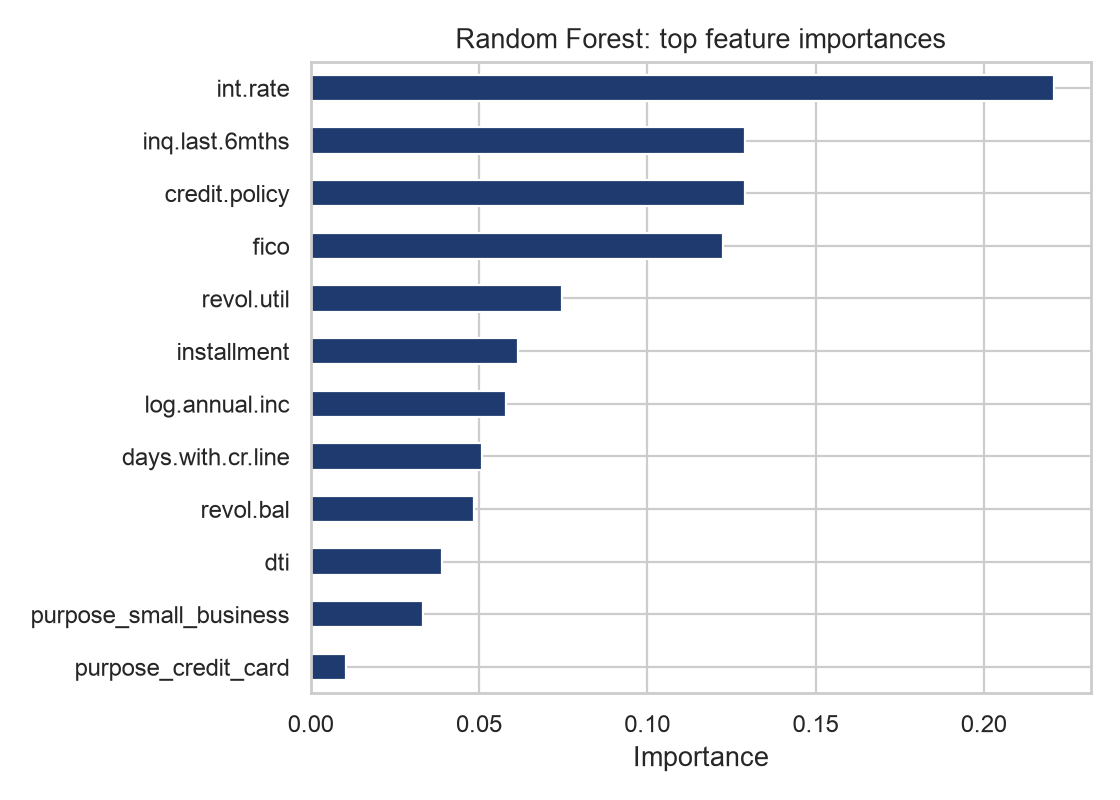 Random Forest: top feature importances
int.rate
inq.last.6mths
credit.policy
fico
revol.util
installment
log.annual.inc
days.with.cr.line
revol.bal
dti
purpose_small_business
purpose_credit_card
0.00 0.05 0.10 0.15 0.20
Importance